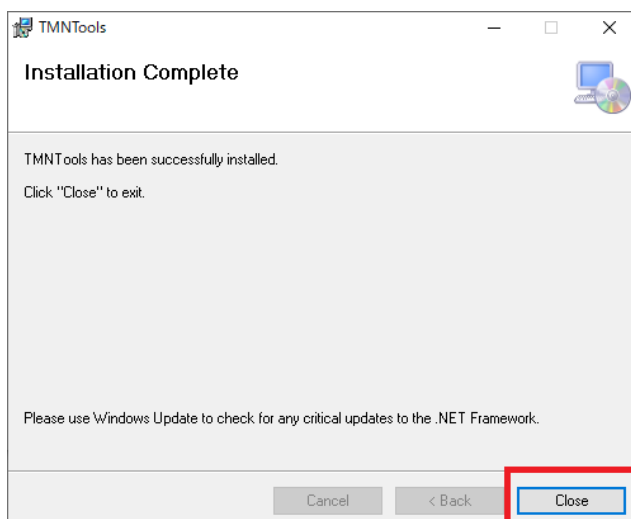 TMNTools
Installation Complete
TMNTools has been successfully installed.
Click "Close" to exit.
Please use Windows Update to check for any critical updates to the .NET Framework.
Cancel
< Back
Close